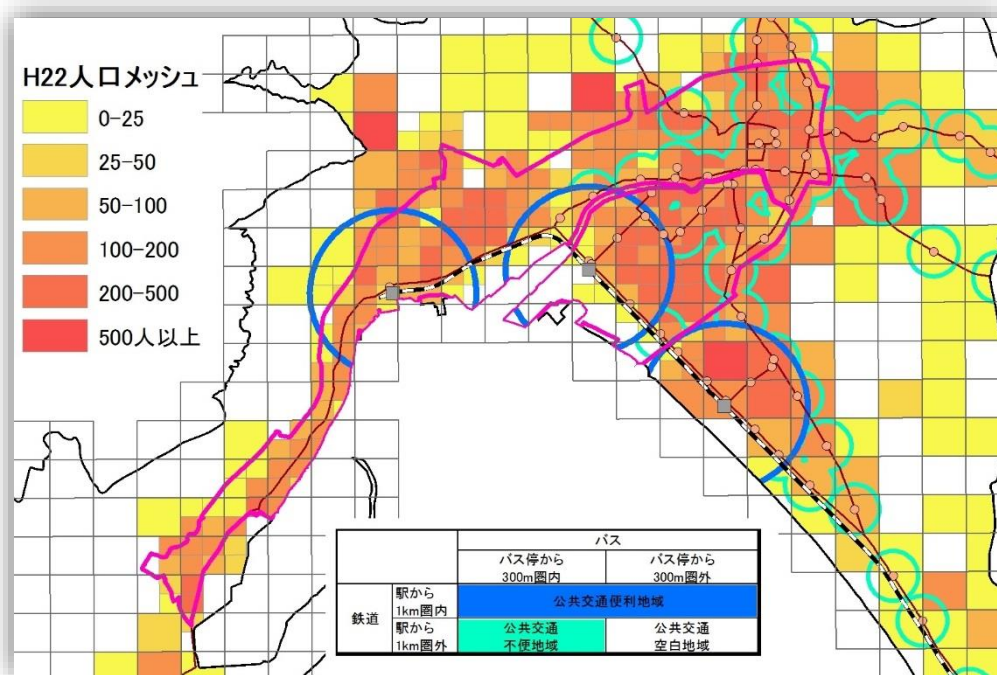 H22人口メッシュ
0-25
25-50
50-100
100-200
200-500
500人以上
バス
バス停から
300m圏内
バス停から
300m圏外
鉄道
駅から
1km圏内
公共交通便利地域
駅から
1km圏外
公共交通
不便地域
公共交通
空白地域